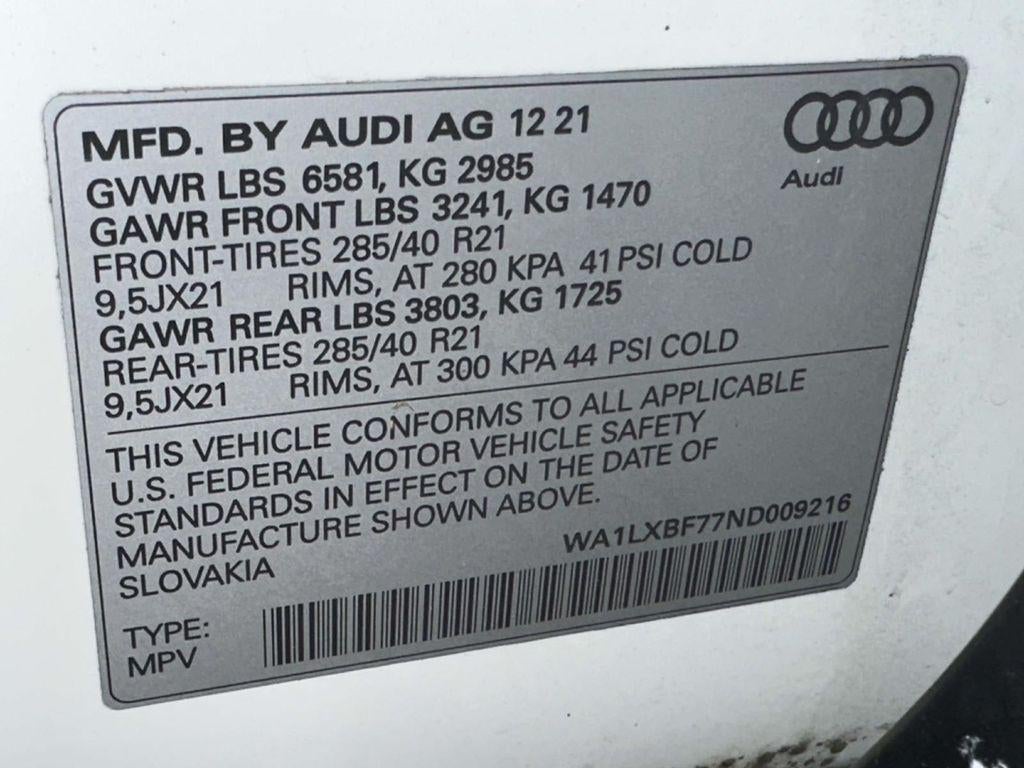 MFD. BY AUDI AG 12 21
Audi
GVWR LBS 6581, KG 2985
GAWR FRONT LBS 3241, KG 1470
FRONT-TIRES 285/40 R21
9,5JX21 RIMS, AT 280 KPA 41 PSI COLD
GAWR REAR LBS 3803, KG 1725
REAR-TIRES 285/40 R21
9,5JX21 RIMS, AT 300 KPA 44 PSI COLD
THIS VEHICLE CONFORMS TO ALL APPLICABLE
U.S. FEDERAL MOTOR VEHICLE SAFETY
STANDARDS IN EFFECT ON THE DATE OF
MANUFACTURE SHOWN ABOVE.
SLOVAKIA
WA1LXBF77ND009216
TYPE:
MPV